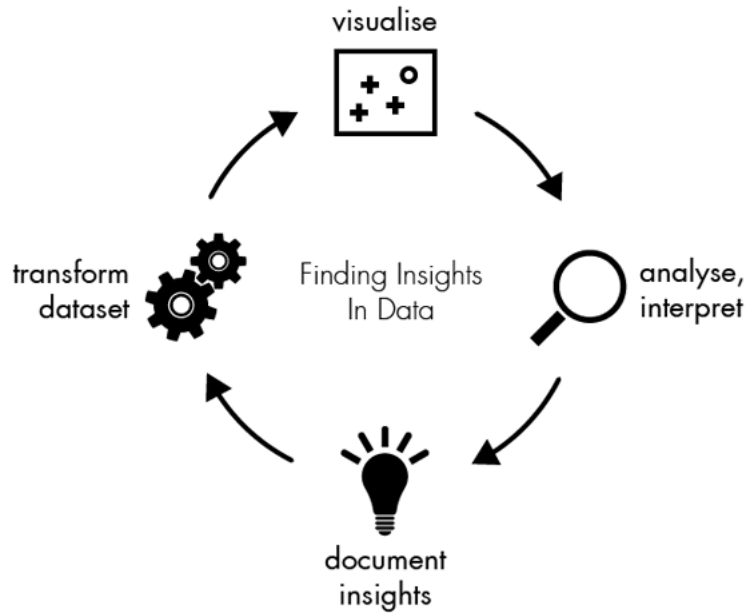 visualise
transform
dataset
Finding Insights
In Data
analyse,
interpret
document
insights